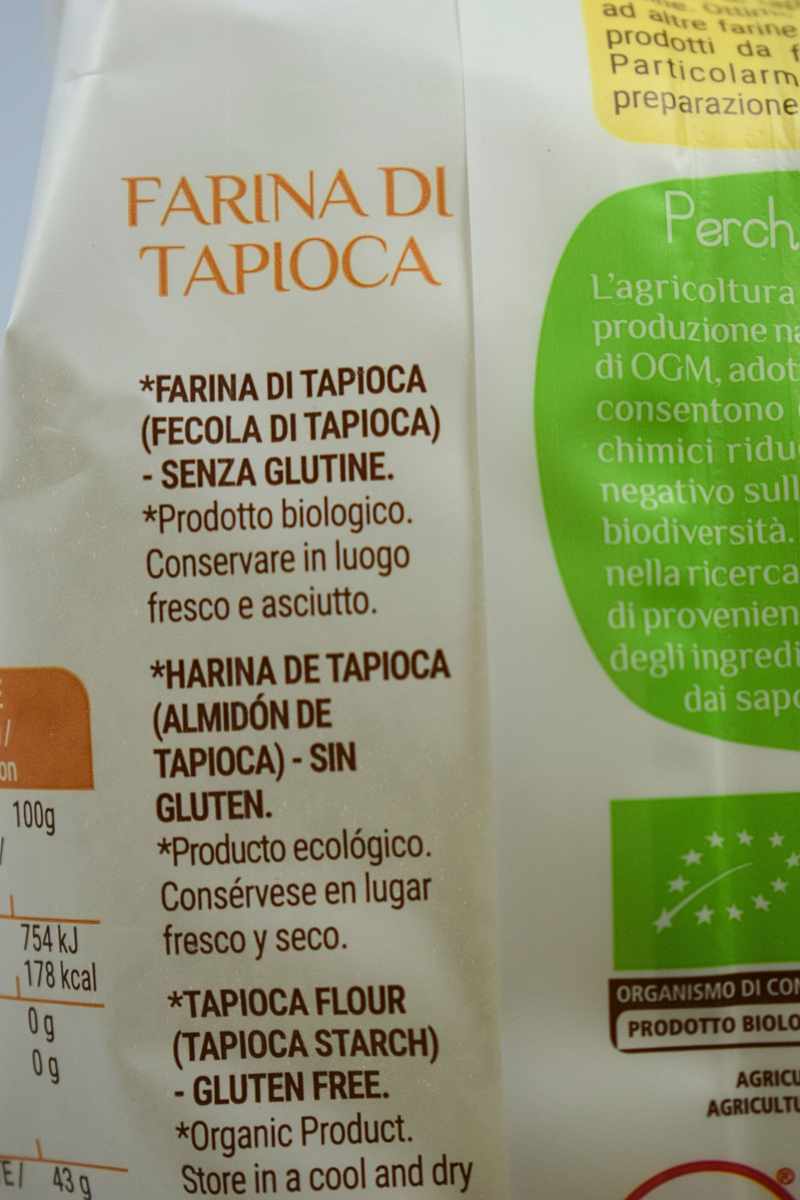 ad altre farine
prodotti da f
Particolarm
preparazione
FARINA DI
TAPIOCA
*FARINA DI TAPIOCA
(FECOLA DI TAPIOCA)
- SENZA GLUTINE.
*Prodotto biologico.
Conservare in luogo
fresco e asciutto.
*HARINA DE TAPIOCA
(ALMIDÓN DE
TAPIOCA) - SIN
GLUTEN.
*Producto ecológico.
Consérvese en lugar
fresco y seco.
*TAPIOCA FLOUR
(TAPIOCA STARCH)
- GLUTEN FREE.
*Organic Product.
Store in a cool and dry
on
100g
754 kJ
178 kcal
0 g
0 g
E/ 43 g
Perch
L'agricoltura
produzione na
di OGM, adot
consentono
chimici ridu
negativo sull
biodiversità.
nella ricerca
di provenien
degli ingredi
dai sapo
ORGANISMO DI CON
PRODOTTO BIOLO
AGRICU
AGRICULTU
®